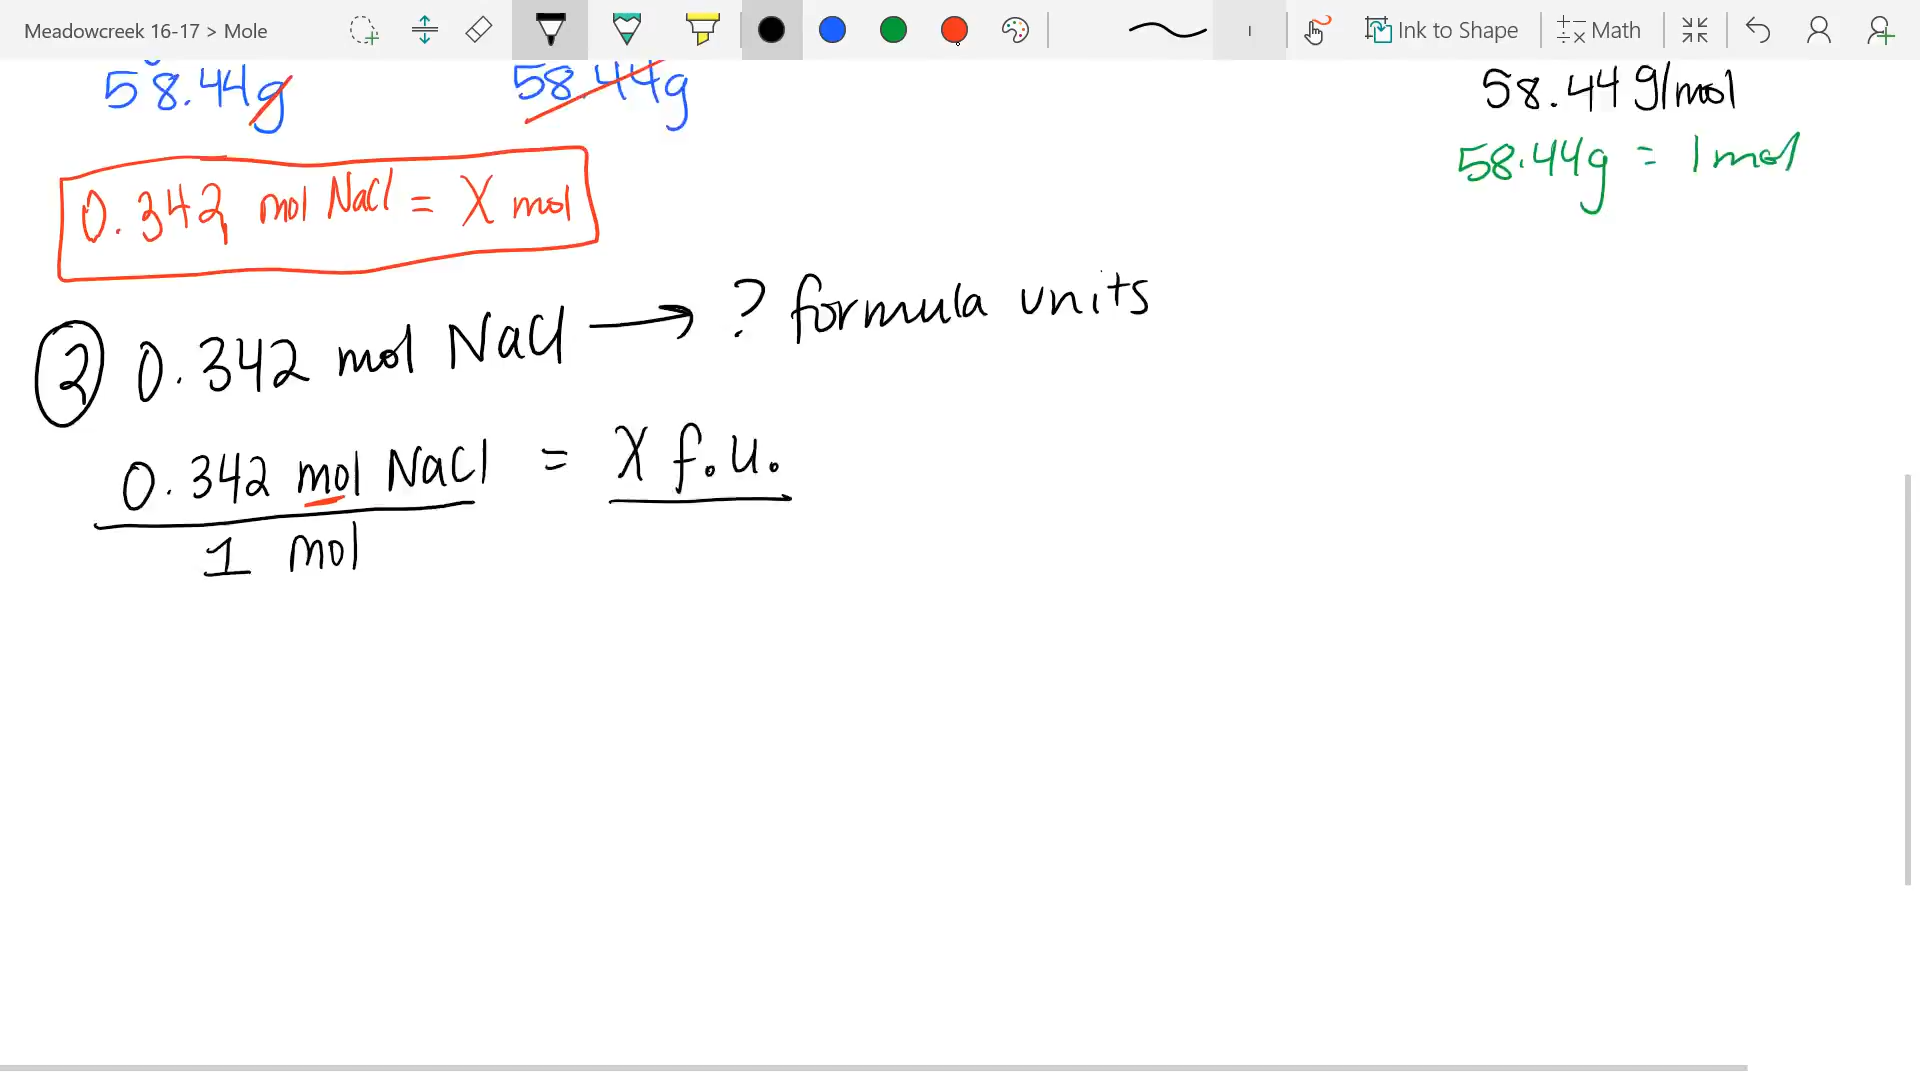 Meadowcreek 16-17 > Mole
Ink to Shape
Math
58.44g
58.44g
58.44 g/mol
58.44g = 1 mol
0.342 mol NaCl = X mol
2 0.342 mol NaCl → ? formula units
0.342 mol NaCl = X f.u.
1 mol